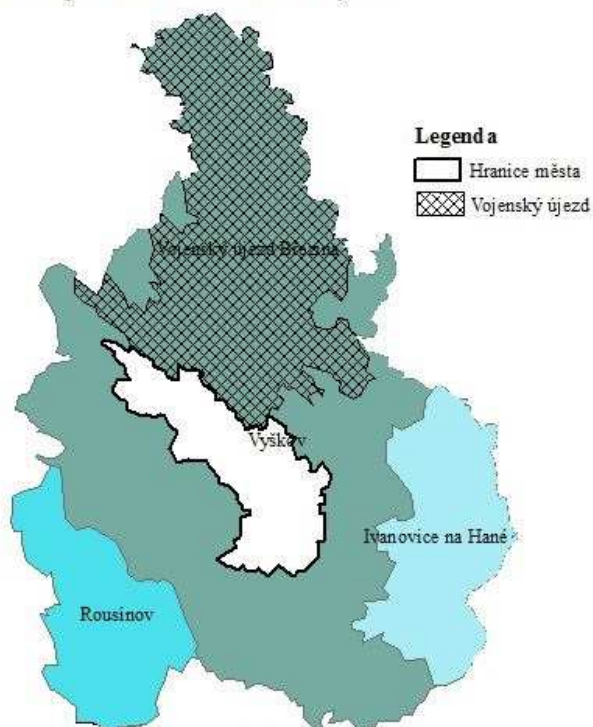 Legenda
Hranice města
Vojenský újezd
Vojenský újezd Březina
Vyškov
Ivanovice na Hané
Rousínov